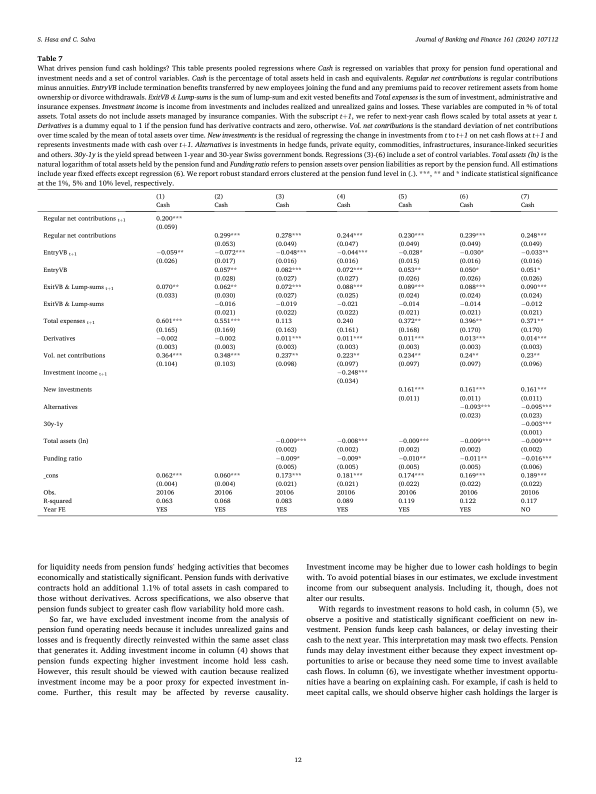 S. Hasa and C. Salva
Journal of Banking and Finance 161 (2024) 107112
Table 7
What drives pension fund cash holdings? This table presents pooled regressions where Cash is regressed on variables that proxy for pension fund operational and
investment needs and a set of control variables. Cash is the percentage of total assets held in cash and equivalents. Regular net contributions is regular contributions
minus annuities. EntryVB include termination benefits transferred by new employees joining the fund and any premiums paid to recover retirement assets from home
ownership or divorce withdrawals. ExitVB & Lump-sums is the sum of lump-sum and exit vested benefits and Total expenses is the sum of investment, administrative and
insurance expenses. Investment income is income from investments and includes realized and unrealized gains and losses. These variables are computed in % of total
assets. Total assets do not include assets managed by insurance companies. With the subscript t+1, we refer to next-year cash flows scaled by total assets at year t.
Derivatives is a dummy equal to 1 if the pension fund has derivative contracts and zero, otherwise. Vol. net contributions is the standard deviation of net contributions
over time scaled by the mean of total assets over time. New investments is the residual of regressing the change in investments from t to t+1 on net cash flows at t+1 and
represents investments made with cash over t+1. Alternatives is investments in hedge funds, private equity, commodities, infrastructures, insurance-linked securities
and others. 30y-1y is the yield spread between 1-year and 30-year Swiss government bonds. Regressions (3)-(6) include a set of control variables. Total assets (ln) is the
natural logarithm of total assets held by the pension fund and Funding ratio refers to pension assets over pension liabilities as report by the pension fund. All estimations
include year fixed effects except regression (6). We report robust standard errors clustered at the pension fund level in (.). ***, ** and * indicate statistical significance
at the 1%, 5% and 10% level, respectively.
(1) (2) (3) (4) (5) (6) (7)
Cash Cash Cash Cash Cash Cash Cash
Regular net contributions t+1 0.200***
(0.059)
Regular net contributions 0.299*** 0.278*** 0.244*** 0.230*** 0.239*** 0.248***
(0.053) (0.049) (0.047) (0.049) (0.049) (0.049)
EntryVB t+1 −0.059** −0.072*** −0.048*** −0.044*** −0.028* −0.030* −0.033**
(0.026) (0.017) (0.016) (0.016) (0.015) (0.016) (0.016)
EntryVB 0.057** 0.082*** 0.072*** 0.053** 0.050* 0.051*
(0.028) (0.027) (0.027) (0.026) (0.026) (0.026)
ExitVB & Lump-sums t+1 0.070** 0.062** 0.072*** 0.088*** 0.089*** 0.088*** 0.090***
(0.033) (0.030) (0.027) (0.025) (0.024) (0.024) (0.024)
ExitVB & Lump-sums −0.016 −0.019 −0.021 −0.014 −0.014 −0.012
(0.021) (0.022) (0.022) (0.021) (0.021) (0.021)
Total expenses t+1 0.601*** 0.551*** 0.113 0.240 0.372** 0.396** 0.371**
(0.165) (0.169) (0.163) (0.161) (0.168) (0.170) (0.170)
Derivatives −0.002 −0.002 0.011*** 0.011*** 0.011*** 0.013*** 0.014***
(0.003) (0.003) (0.003) (0.003) (0.003) (0.003) (0.003)
Vol. net contributions 0.364*** 0.348*** 0.237** 0.223** 0.234** 0.24** 0.23**
(0.104) (0.103) (0.098) (0.097) (0.097) (0.097) (0.096)
Investment income t+1 −0.248***
(0.034)
New investments 0.161*** 0.161*** 0.161***
(0.011) (0.011) (0.011)
Alternatives −0.093*** −0.095***
(0.023) (0.023)
30y-1y −0.003***
(0.001)
Total assets (ln) −0.009*** −0.008*** −0.009*** −0.009*** −0.009***
(0.002) (0.002) (0.002) (0.002) (0.002)
Funding ratio −0.009* −0.009* −0.010** −0.011** −0.016***
(0.005) (0.005) (0.005) (0.005) (0.006)
_cons 0.062*** 0.060*** 0.173*** 0.181*** 0.174*** 0.169*** 0.189***
(0.004) (0.004) (0.021) (0.021) (0.022) (0.022) (0.022)
Obs. 20106 20106 20106 20106 20106 20106 20106
R-squared 0.063 0.068 0.083 0.089 0.119 0.122 0.117
Year FE YES YES YES YES YES YES NO
for liquidity needs from pension funds' hedging activities that becomes
economically and statistically significant. Pension funds with derivative
contracts hold an additional 1.1% of total assets in cash compared to
those without derivatives. Across specifications, we also observe that
pension funds subject to greater cash flow variability hold more cash.
So far, we have excluded investment income from the analysis of
pension fund operating needs because it includes unrealized gains and
losses and is frequently directly reinvested within the same asset class
that generates it. Adding investment income in column (4) shows that
pension funds expecting higher investment income hold less cash.
However, this result should be viewed with caution because realized
investment income may be a poor proxy for expected investment in-
come. Further, this result may be affected by reverse causality.
Investment income may be higher due to lower cash holdings to begin
with. To avoid potential biases in our estimates, we exclude investment
income from our subsequent analysis. Including it, though, does not
alter our results.
With regards to investment reasons to hold cash, in column (5), we
observe a positive and statistically significant coefficient on new in-
vestment. Pension funds keep cash balances, or delay investing their
cash to the next year. This interpretation may mask two effects. Pension
funds may delay investment either because they expect investment op-
portunities to arise or because they need some time to invest available
cash flows. In column (6), we investigate whether investment opportu-
nities have a bearing on explaining cash. For example, if cash is held to
meet capital calls, we should observe higher cash holdings the larger is
12